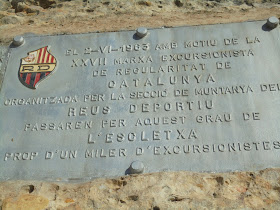 EL 2-VI-1963 AMB MOTIU DE LA
XXVII MARXA EXCURSIONISTA
DE REGULARITAT DE
CATALUNYA
ORGANITZADA PER LA SECCIÓ DE MUNTANYA DEL
REUS DEPORTIU
PASSAREN PER AQUEST GRAU DE
L'ESCLETXA
PROP D'UN MILER D'EXCURSIONISTES